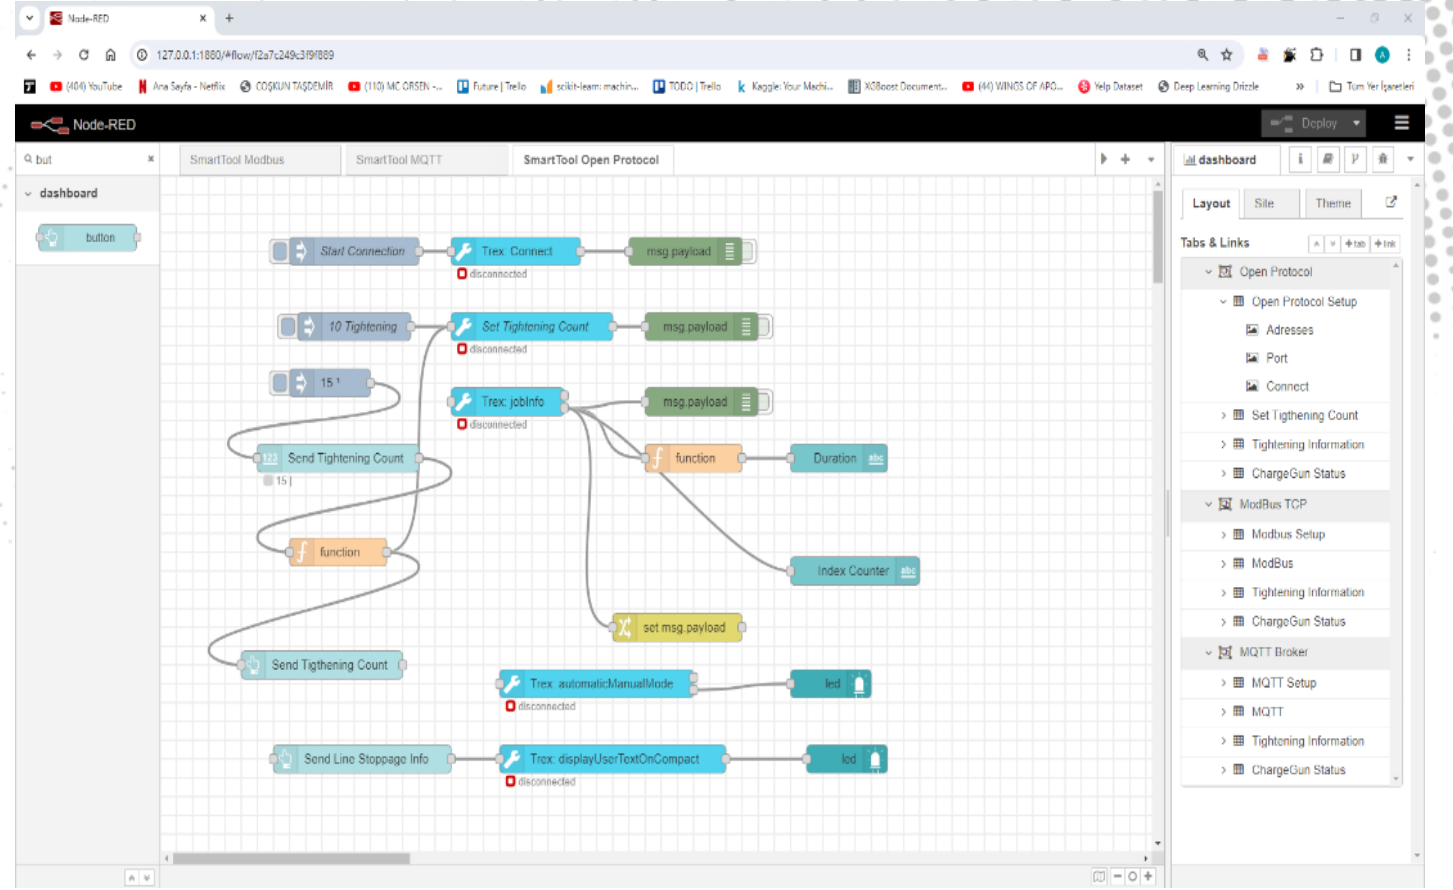 Node-RED
127.0.0.1:1880/#flow/f2a7c249c3f9f889
(404) YouTube
Ana Sayfa - Netflix
COŞKUN TAŞDEMİR
(110) MC ORSEN -...
Future | Trello
scikit-learn: machin...
TODO | Trello
Kaggle: Your Machi...
XGBoost Document...
(44) WINGS OF APO...
Yelp Dataset
Deep Learning Drizzle
»
Tüm Yer İşaretleri
Node-RED
Deploy
but
SmartTool Modbus
SmartTool MQTT
SmartTool Open Protocol
dashboard
i
dashboard
button
Layout
Site
Theme
Tabs & Links
+tab
+link
Start Connection
Trex: Connect
msg.payload
disconnected
10 Tightening
Set Tightening Count
msg.payload
disconnected
15 ¹
Trex: jobInfo
msg.payload
disconnected
123
Send Tightening Count
15 |
function
Duration
abc
function
Index Counter
abc
set msg.payload
Send Tigthening Count
Trex: automaticManualMode
led
disconnected
Send Line Stoppage Info
Trex: displayUserTextOnCompact
led
disconnected
Open Protocol
Open Protocol Setup
Adresses
Port
Connect
Set Tigthening Count
Tightening Information
ChargeGun Status
ModBus TCP
Modbus Setup
ModBus
Tightening Information
ChargeGun Status
MQTT Broker
MQTT Setup
MQTT
Tightening Information
ChargeGun Status